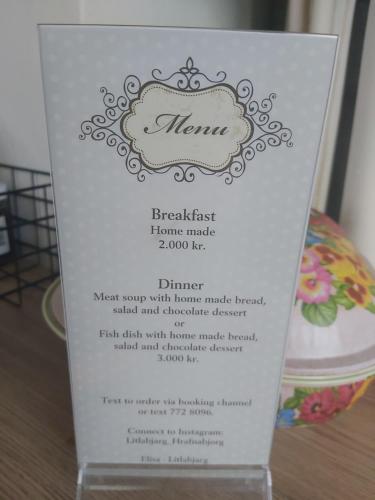 Menu
Breakfast
Home made
2.000 kr.
Dinner
Meat soup with home made bread,
salad and chocolate dessert
or
Fish dish with home made bread,
salad and chocolate dessert
3.000 kr.
Text to order via booking channel
or text 772 8096.
Connect to Instagram:
Litlabjarg_Hrafnabjorg
Elisa - Litlabjarg